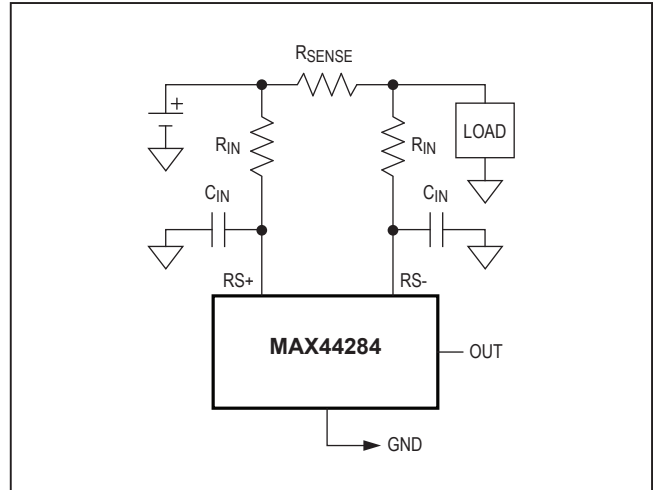 RSENSE
+
LOAD
RIN
RIN
CIN
CIN
RS+
RS-
MAX44284
OUT
GND